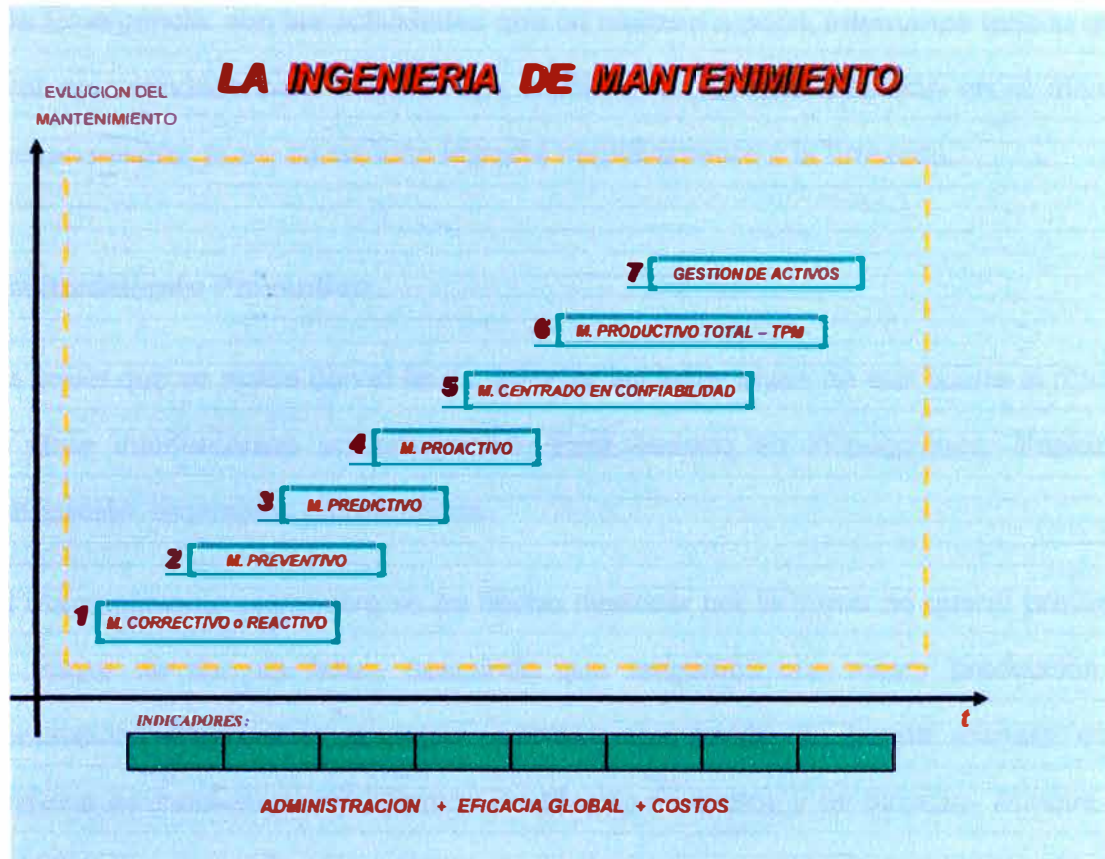 LA INGENIERIA DE MANTENIMIENTO
EVLUCION DEL
MANTENIMIENTO
7 GESTION DE ACTIVOS
6 M. PRODUCTIVO TOTAL – TPM
5 M. CENTRADO EN CONFIABILIDAD
4 M. PROACTIVO
3 M. PREDICTIVO
2 M. PREVENTIVO
1 M. CORRECTIVO o REACTIVO
t
INDICADORES:
ADMINISTRACION + EFICACIA GLOBAL + COSTOS